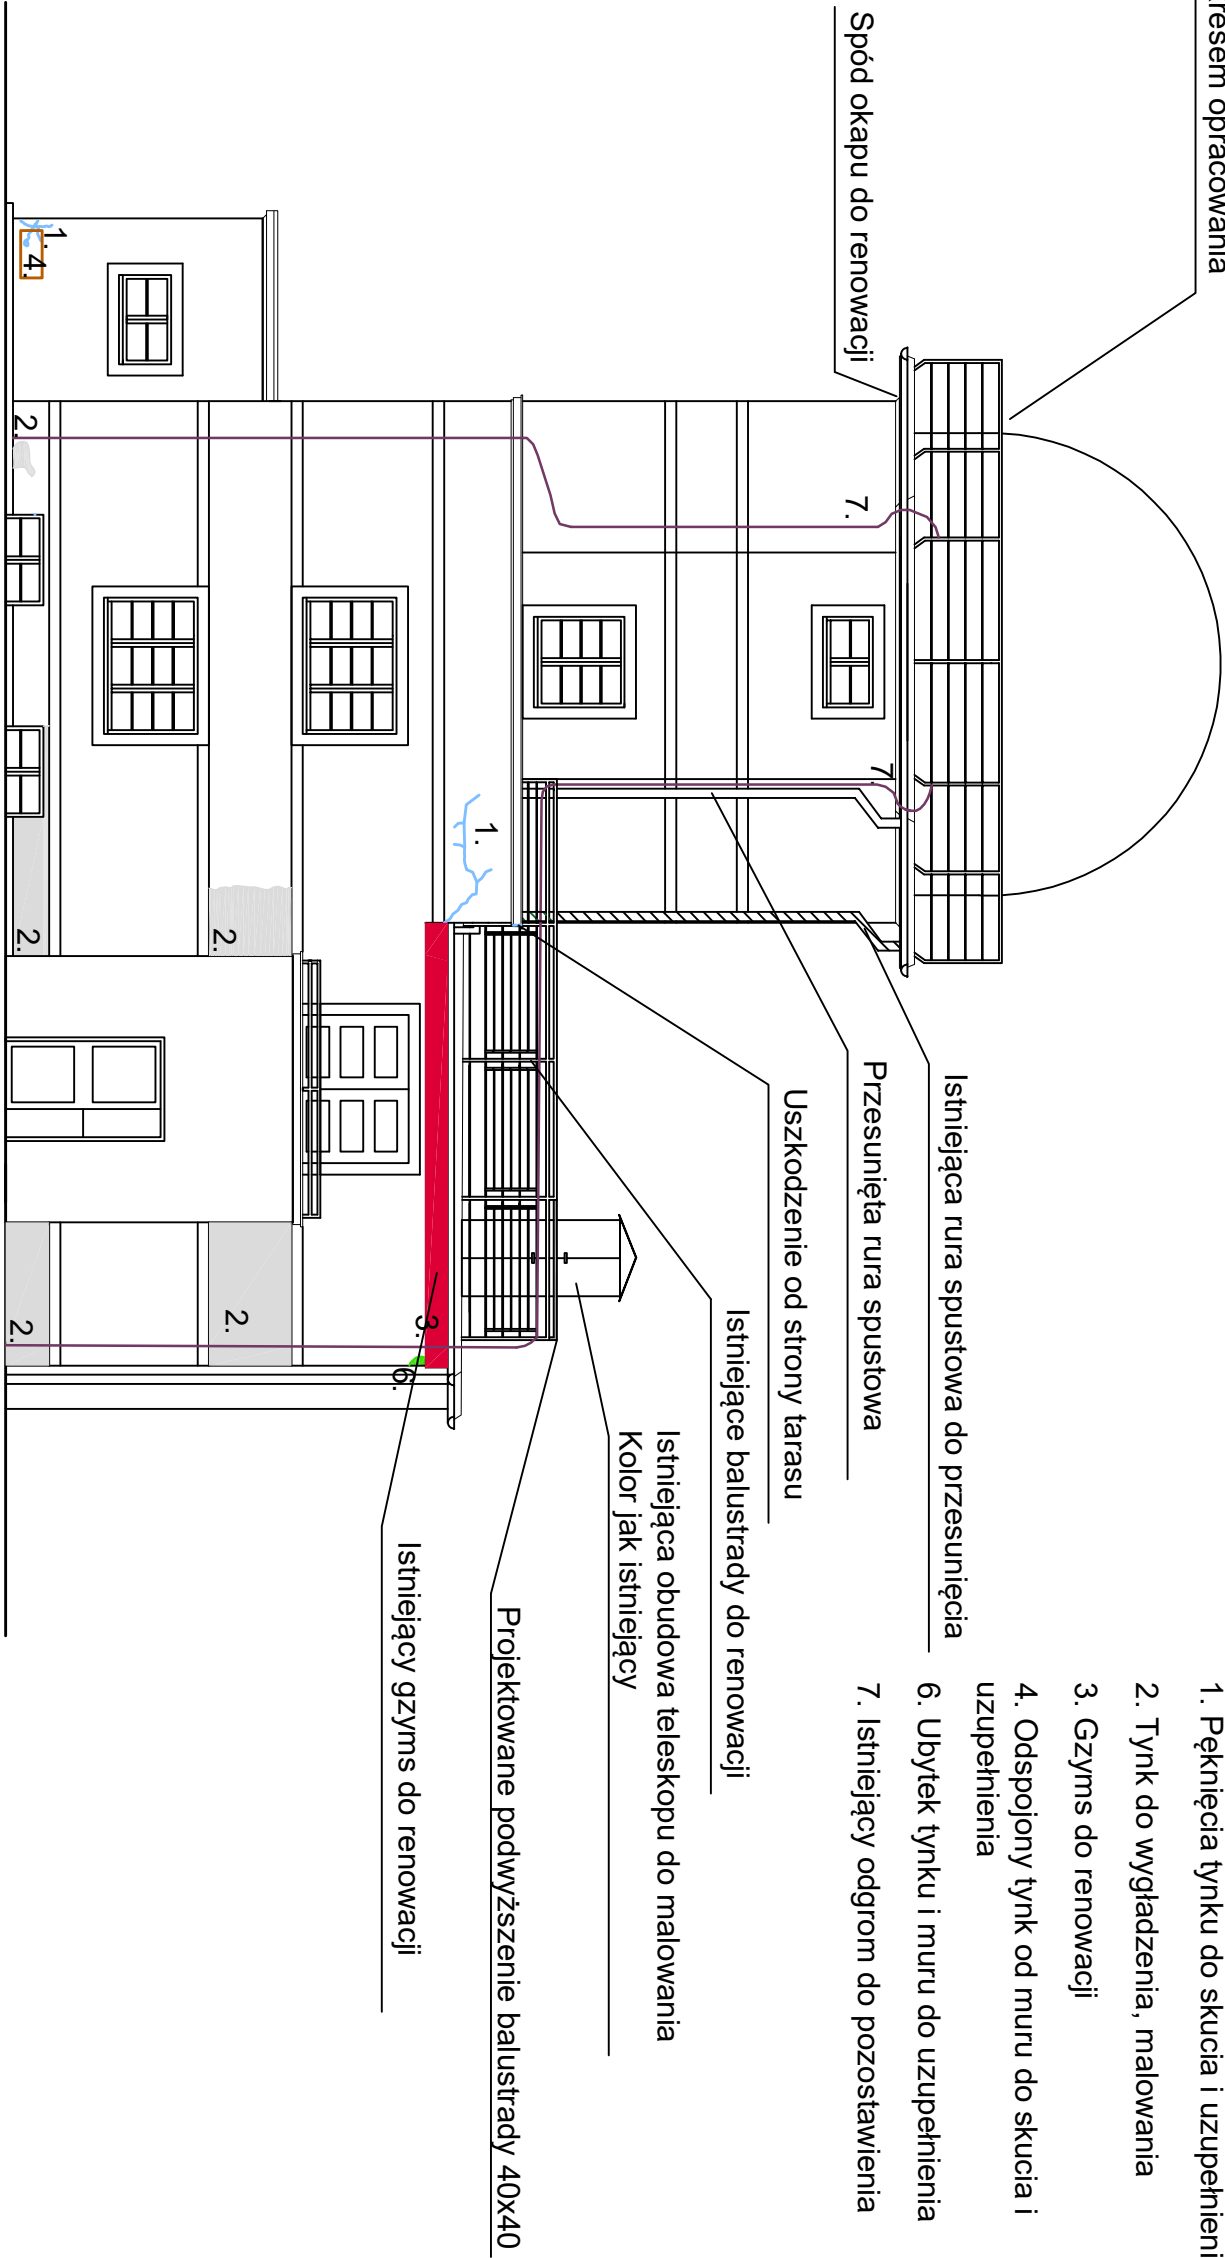 opracowania
Spód okapu do renowacji
1. Pęknięcia tynku do skucia i
2. Tynk do wygładzenia, malowania
3. Gzyms do renowacji
4. Odspojony tynk od muru do skucia i
uzupełnienia
6. Ubytek tynku i muru do uzupełnienia
7. Istniejący odgrom do pozostawienia
Istniejąca rura spustowa do przesunięcia
Przesunięta rura spustowa
Uszkodzenie od strony tarasu
Istniejące balustrady do renowacji
Istniejąca obudowa teleskopu do malowania
Kolor jak istniejący
Projektowane podwyższenie balustrady 40x40
Istniejący gzyms do renowacji
7.
7.
1.
3.
6.
2.
2.
1.
4.
2.
2.
2.